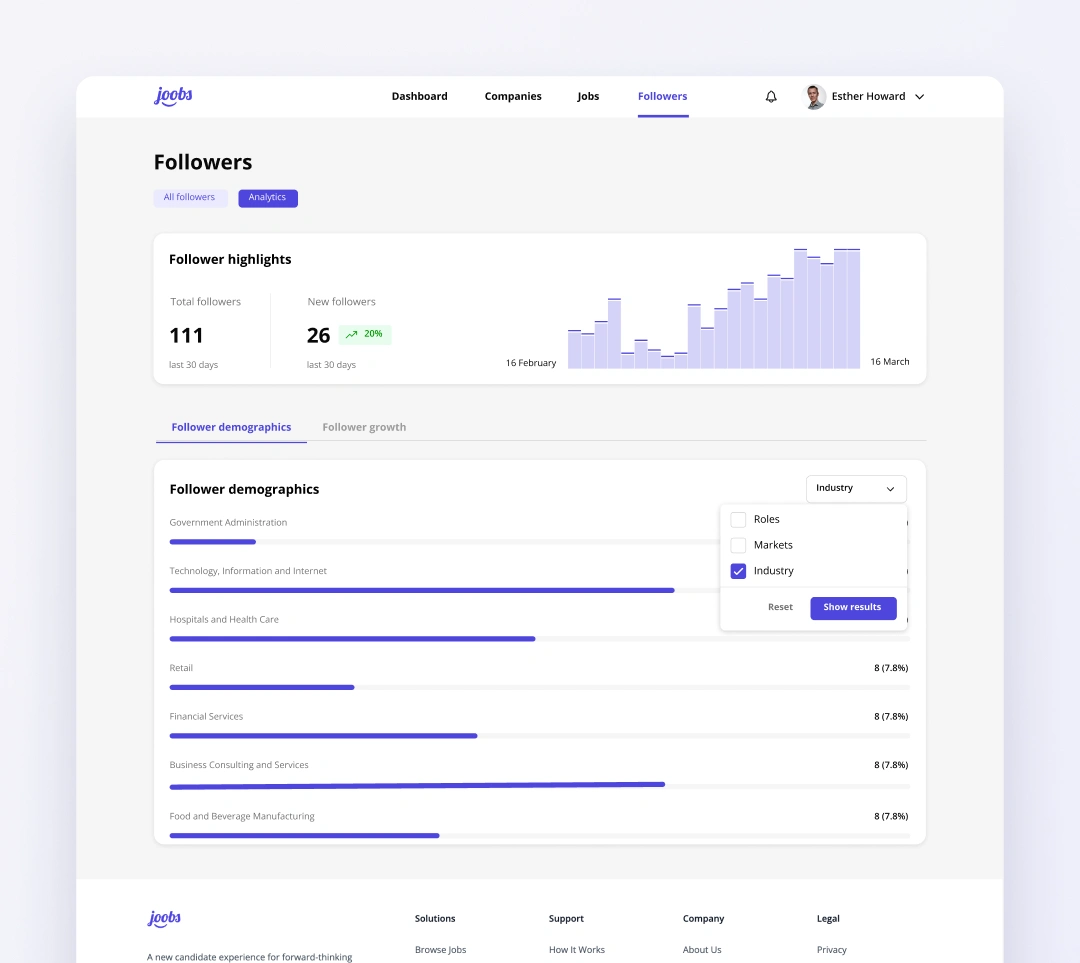 joobs
Dashboard
Companies
Jobs
Followers
Esther Howard
Followers
All followers
Analytics
Follower highlights
Total followers
New followers
111
26
20%
last 30 days
last 30 days
16 February
16 March
Follower demographics
Follower growth
Follower demographics
Industry
Roles
Markets
Industry
Reset
Show results
Government Administration
Technology, Information and Internet
Hospitals and Health Care
Retail
8 (7.8%)
Financial Services
8 (7.8%)
Business Consulting and Services
8 (7.8%)
Food and Beverage Manufacturing
8 (7.8%)
joobs
Solutions
Support
Company
Legal
Browse Jobs
How It Works
About Us
Privacy
A new candidate experience for forward-thinking